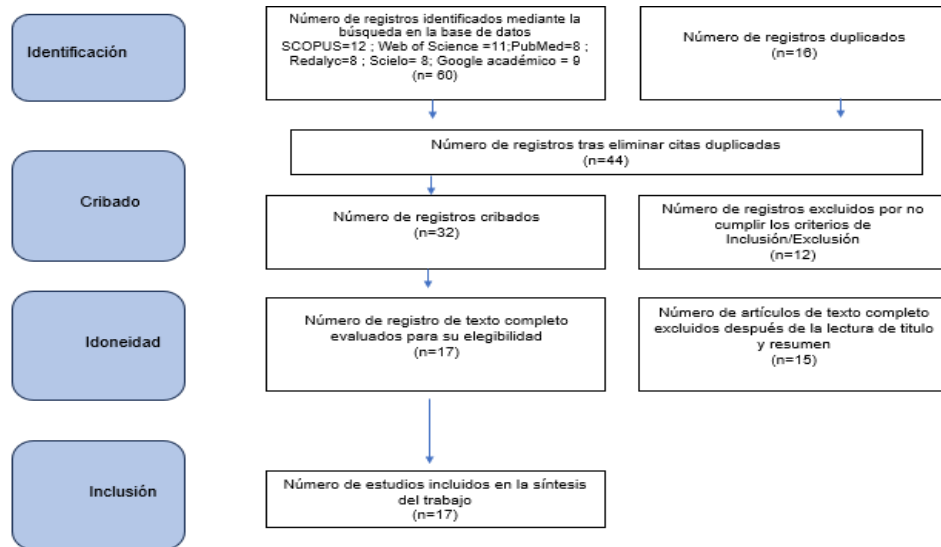 Identificación
Número de registros identificados mediante la
búsqueda en la base de datos
SCOPUS=12 ; Web of Science =11;PubMed=8 ;
Redalyc=8 ; Scielo= 8; Google académico = 9
(n= 60)
Número de registros duplicados
(n=16)
Número de registros tras eliminar citas duplicadas
(n=44)
Cribado
Número de registros cribados
(n=32)
Número de registros excluidos por no
cumplir los criterios de
Inclusión/Exclusión
(n=12)
Idoneidad
Número de registro de texto completo
evaluados para su elegibilidad
(n=17)
Número de artículos de texto completo
excluidos después de la lectura de titulo
y resumen
(n=15)
Inclusión
Número de estudios incluidos en la síntesis
del trabajo
(n=17)